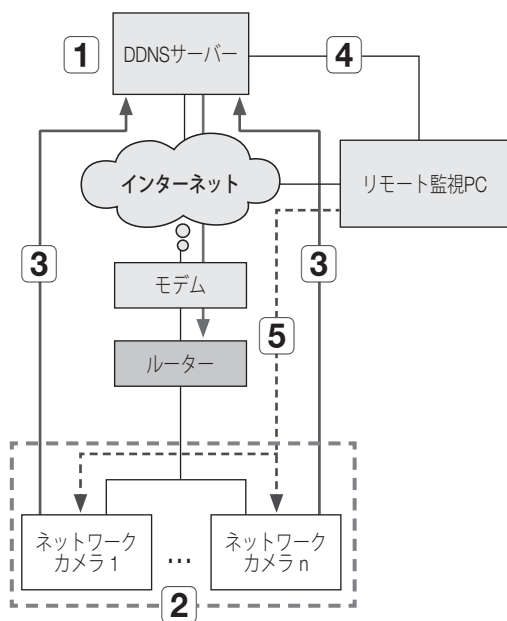 1
DDNSサーバー
4
インターネット
リモート監視PC
3
モデム
3
5
ルーター
ネットワーク
カメラ 1
...
ネットワーク
カメラ n
2